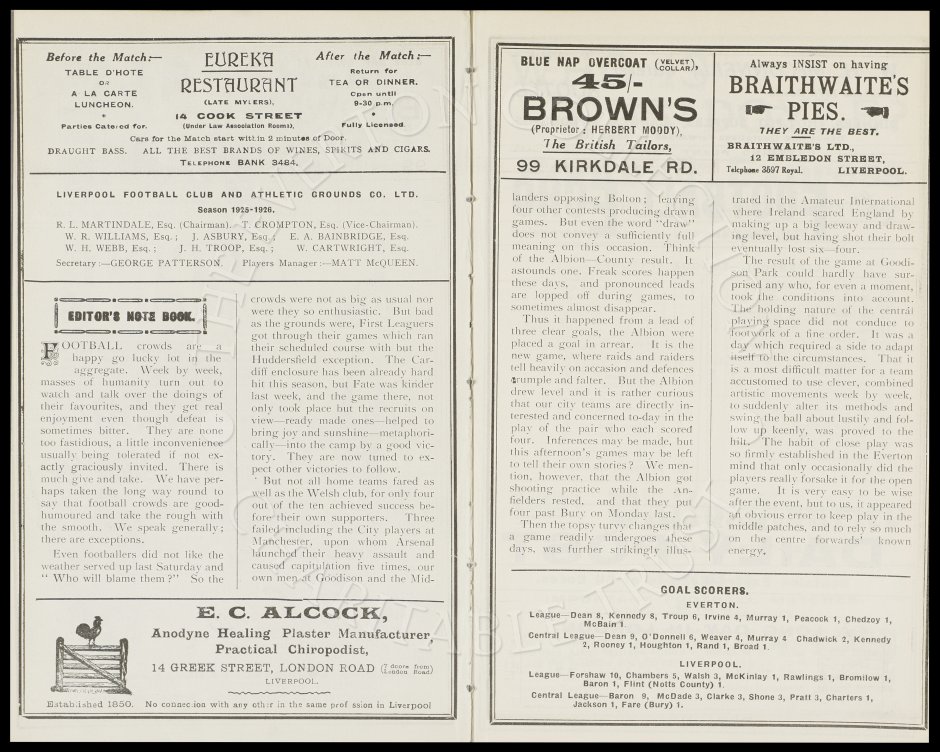 Before the Match:—
TABLE D'HOTE
OR
A LA CARTE
LUNCHEON.
Parties Catered for.
EUREKA
RESTAURANT
(LATE MYLERS),
14 COOK STREET
(Under Law Association Rooms),
After the Match:—
Return for
TEA OR DINNER.
Open until
9-30 p.m.
Fully Licensed.
Cars for the Match start within 2 minutes of Door.
DRAUGHT BASS. ALL THE BEST BRANDS OF WINES, SPIRITS AND CIGARS.
TELEPHONE BANK 3484.
LIVERPOOL FOOTBALL CLUB AND ATHLETIC GROUNDS CO. LTD.
Season 1925-1926.
R. L. MARTINDALE, Esq. (Chairman). T. CROMPTON, Esq. (Vice-Chairman).
W. R. WILLIAMS, Esq.; J. ASBURY, Esq; E. A. BAINBRIDGE, Esq.
W. H. WEBB, Esq.; J. H. TROOP, Esq.; W. CARTWRIGHT, Esq.
Secretary:—GEORGE PATTERSON. Players Manager:—MATT McQUEEN.
EDITOR'S NOTE BOOK.
FOOTBALL crowds are a
happy go lucky lot in the
aggregate. Week by week,
masses of humanity turn out to
watch and talk over the doings of
their favourites, and they get real
enjoyment even though defeat is
sometimes bitter. They are none
too fastidious, a little inconvenience
usually being tolerated if not ex-
actly graciously invited. There is
much give and take. We have per-
haps taken the long way round to
say that football crowds are good-
humoured and take the rough with
the smooth. We speak generally;
there are exceptions.
Even footballers did not like the
weather served up last Saturday and
" Who will blame them?" So the
crowds were not as big as usual nor
were they so enthusiastic. But bad
as the grounds were, First Leaguers
got through their games which ran
their scheduled course with but the
Huddersfield exception. The Car-
diff enclosure has been already hard
hit this season, but Fate was kinder
last week, and the game there, not
only took place but the recruits on
view—ready made ones—helped to
bring joy and sunshine—metaphori-
cally—into the camp by a good vic-
tory. They are now tuned to ex-
pect other victories to follow.
But not all home teams fared as
well as the Welsh club, for only four
out of the ten achieved success be-
fore their own supporters. Three
failed including the City players of
Manchester, upon whom Arsenal
launched their heavy assault and
caused capitulation five times, our
own men at Goodison and the Mid-
E. C. ALCOCK,
Anodyne Healing Plaster Manufacturer,
Practical Chiropodist,
14 GREEK STREET, LONDON ROAD (7 doors from London Road)
LIVERPOOL.
Established 1850. No connection with any other in the same profession in Liverpool
BLUE NAP OVERCOAT (VELVET COLLAR),
45/-
BROWN'S
(Proprietor: HERBERT MOODY),
The British Tailors,
99 KIRKDALE RD.
Always INSIST on having
BRAITHWAITE'S
PIES.
THEY ARE THE BEST.
BRAITHWAITE'S LTD.,
12 EMBLEDON STREET,
Telephone 3597 Royal. LIVERPOOL.
landers opposing Bolton; leaving
four other contests producing drawn
games. But even the word "draw"
does not convey a sufficiently full
meaning on this occasion. Think
of the Albion—County result. It
astounds one. Freak scores happen
these days, and pronounced leads
are lopped off during games, to
sometimes almost disappear.
Thus it happened from a lead of
three clear goals, the Albion were
placed a goal in arrear. It is the
new game, where raids and raiders
tell heavily on accasion and defences
crumple and falter. But the Albion
drew level and it is rather curious
that our city teams are directly in-
terested and concerned to-day in the
play of the pair who each scored
four. Inferences may be made, but
this afternoon's games may be left
to tell their own stories? We men-
tion, however, that the Albion got
shooting practice while the An-
fielders rested, and that they put
four past Bury on Monday last.
Then the topsy turvy changes that
a game readily undergoes these
days, was further strikingly illus-
trated in the Amateur International
where Ireland scared England by
making up a big leeway and draw-
ing level, but having shot their bolt
eventually lost six—four.
The result of the game at Goodi-
son Park could hardly have sur-
prised any who, for even a moment,
took the conditions into account.
The holding nature of the central
playing space did not conduce to
footwork of a fine order. It was a
day which required a side to adapt
itself to the circumstances. That it
is a most difficult matter for a team
accustomed to use clever, combined
artistic movements week by week,
to suddenly alter its methods and
swing the ball about lustily and fol-
low up keenly, was proved to the
hilt. The habit of close play was
so firmly established in the Everton
mind that only occasionally did the
players really forsake it for the open
game. It is very easy to be wise
after the event, but to us, it appeared
an obvious error to keep play in the
middle patches, and to rely so much
on the centre forwards' known
energy.
GOAL SCORERS.
EVERTON.
League—Dean 8, Kennedy 8, Troup 6, Irvine 4, Murray 1, Peacock 1, Chedzoy 1,
McBain 1.
Central League—Dean 9, O'Donnell 6, Weaver 4, Murray 4 Chadwick 2, Kennedy
2, Rooney 1, Houghton 1, Rand 1, Broad 1.
LIVERPOOL.
League—Forshaw 10, Chambers 5, Walsh 3, McKinlay 1, Rawlings 1, Bromilow 1,
Baron 1, Flint (Notts County) 1.
Central League—Baron 9, McDade 3, Clarke 3, Shone 3, Pratt 3, Charters 1,
Jackson 1, Fare (Bury) 1.